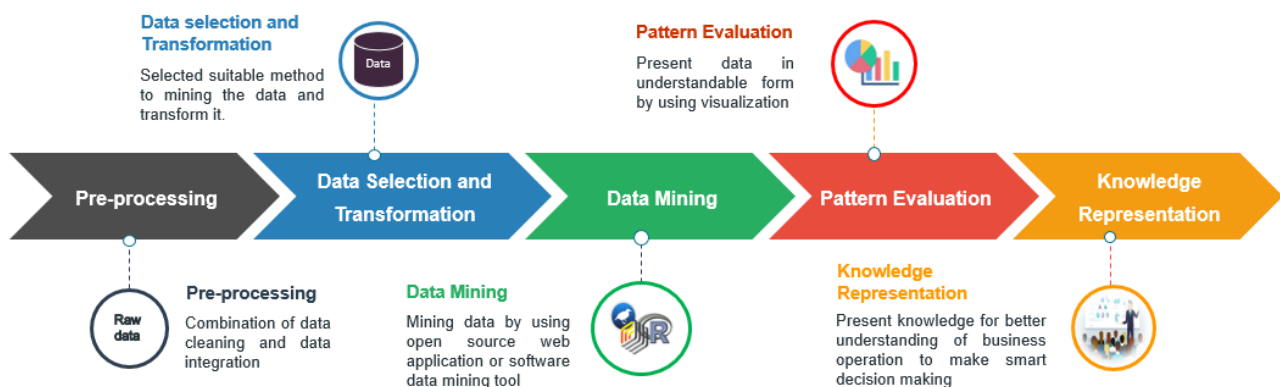 Data selection and
Transformation
Selected suitable method
to mining the data and
transform it.
Data
Pattern Evaluation
Present data in
understandable form
by using visualization
Pre-processing
Data Selection and
Transformation
Data Mining
Pattern Evaluation
Knowledge
Representation
Raw
data
Pre-processing
Combination of data
cleaning and data
integration
Data Mining
Mining data by using
open source web
application or software
data mining tool
R
Knowledge
Representation
Present knowledge for better
understanding of business
operation to make smart
decision making